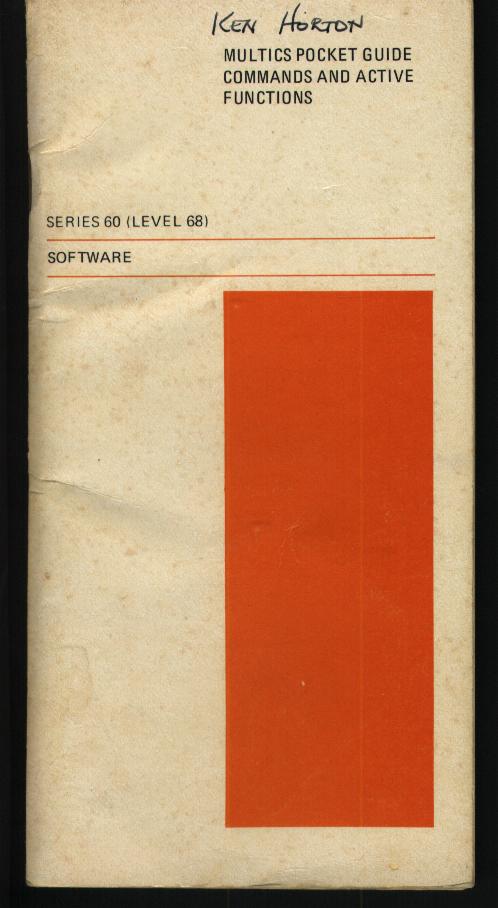 KEN HORTON
MULTICS POCKET GUIDE
COMMANDS AND ACTIVE
FUNCTIONS
SERIES 60 (LEVEL 68)
SOFTWARE